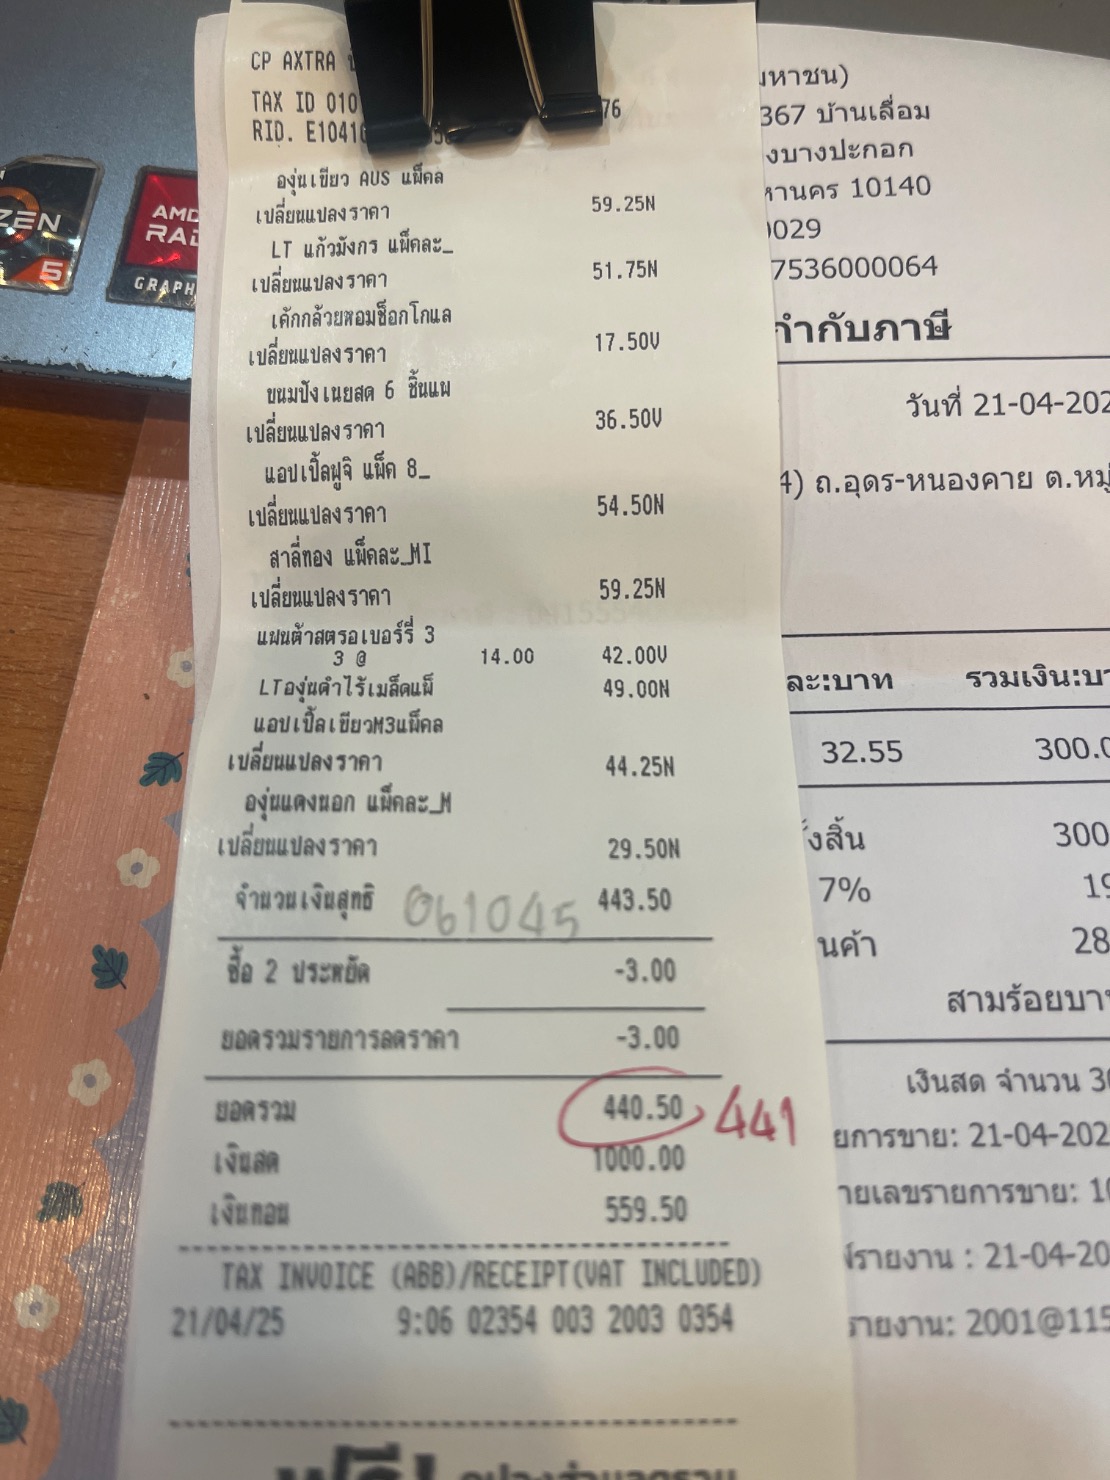 CP AXTRA
TAX ID 010 76
RID. E10410
องุ่นเขียว AUS แพ็คล
เปลี่ยนแปลงราคา 59.25N
LT แก้วมังกร แพ็คละ_
เปลี่ยนแปลงราคา 51.75N
เค้กกล้วยหอมช็อกโกแล
เปลี่ยนแปลงราคา 17.50V
ขนมปังเนยสด 6 ชิ้นแพ
เปลี่ยนแปลงราคา 36.50V
แอปเปิ้ลฟูจิ แพ็ค 8_
เปลี่ยนแปลงราคา 54.50N
สาลี่ทอง แพ็คละ_MI
เปลี่ยนแปลงราคา 59.25N
แฟนต้าสตรอเบอร์รี่ 3
3 @ 14.00 42.00V
LTองุ่นดำไร้เมล็ดแพ็ 49.00N
แอปเปิ้ลเขียวM3แพ็คล
เปลี่ยนแปลงราคา 44.25N
องุ่นแดงนอก แพ็คละ_M
เปลี่ยนแปลงราคา 29.50N
จำนวนเงินสุทธิ 061045 443.50
ซื้อ 2 ประหยัด -3.00
ยอดรวมรายการลดราคา -3.00
ยอดรวม 440.50 441
เงินสด 1000.00
เงินทอน 559.50
TAX INVOICE (ABB)/RECEIPT(VAT INCLUDED)
21/04/25 9:06 02354 003 2003 0354
ฟรี!
มหาชน)
367 บ้านเลื่อม
งบางปะกอก
หานคร 10140
0029
7536000064
กำกับภาษี
วันที่ 21-04-202
4) ถ.อุดร-หนองคาย ต.หมู
ละ:บาท รวมเงิน:บา
32.55 300.0
ั้งสิ้น 300
7% 19
นค้า 28
สามร้อยบา
เงินสด จำนวน 30
ยการขาย: 21-04-202
ายเลขรายการขาย: 10
รายงาน : 21-04-20
รายงาน: 2001@115
ZEN
5
AMD
RAD
GRAPH